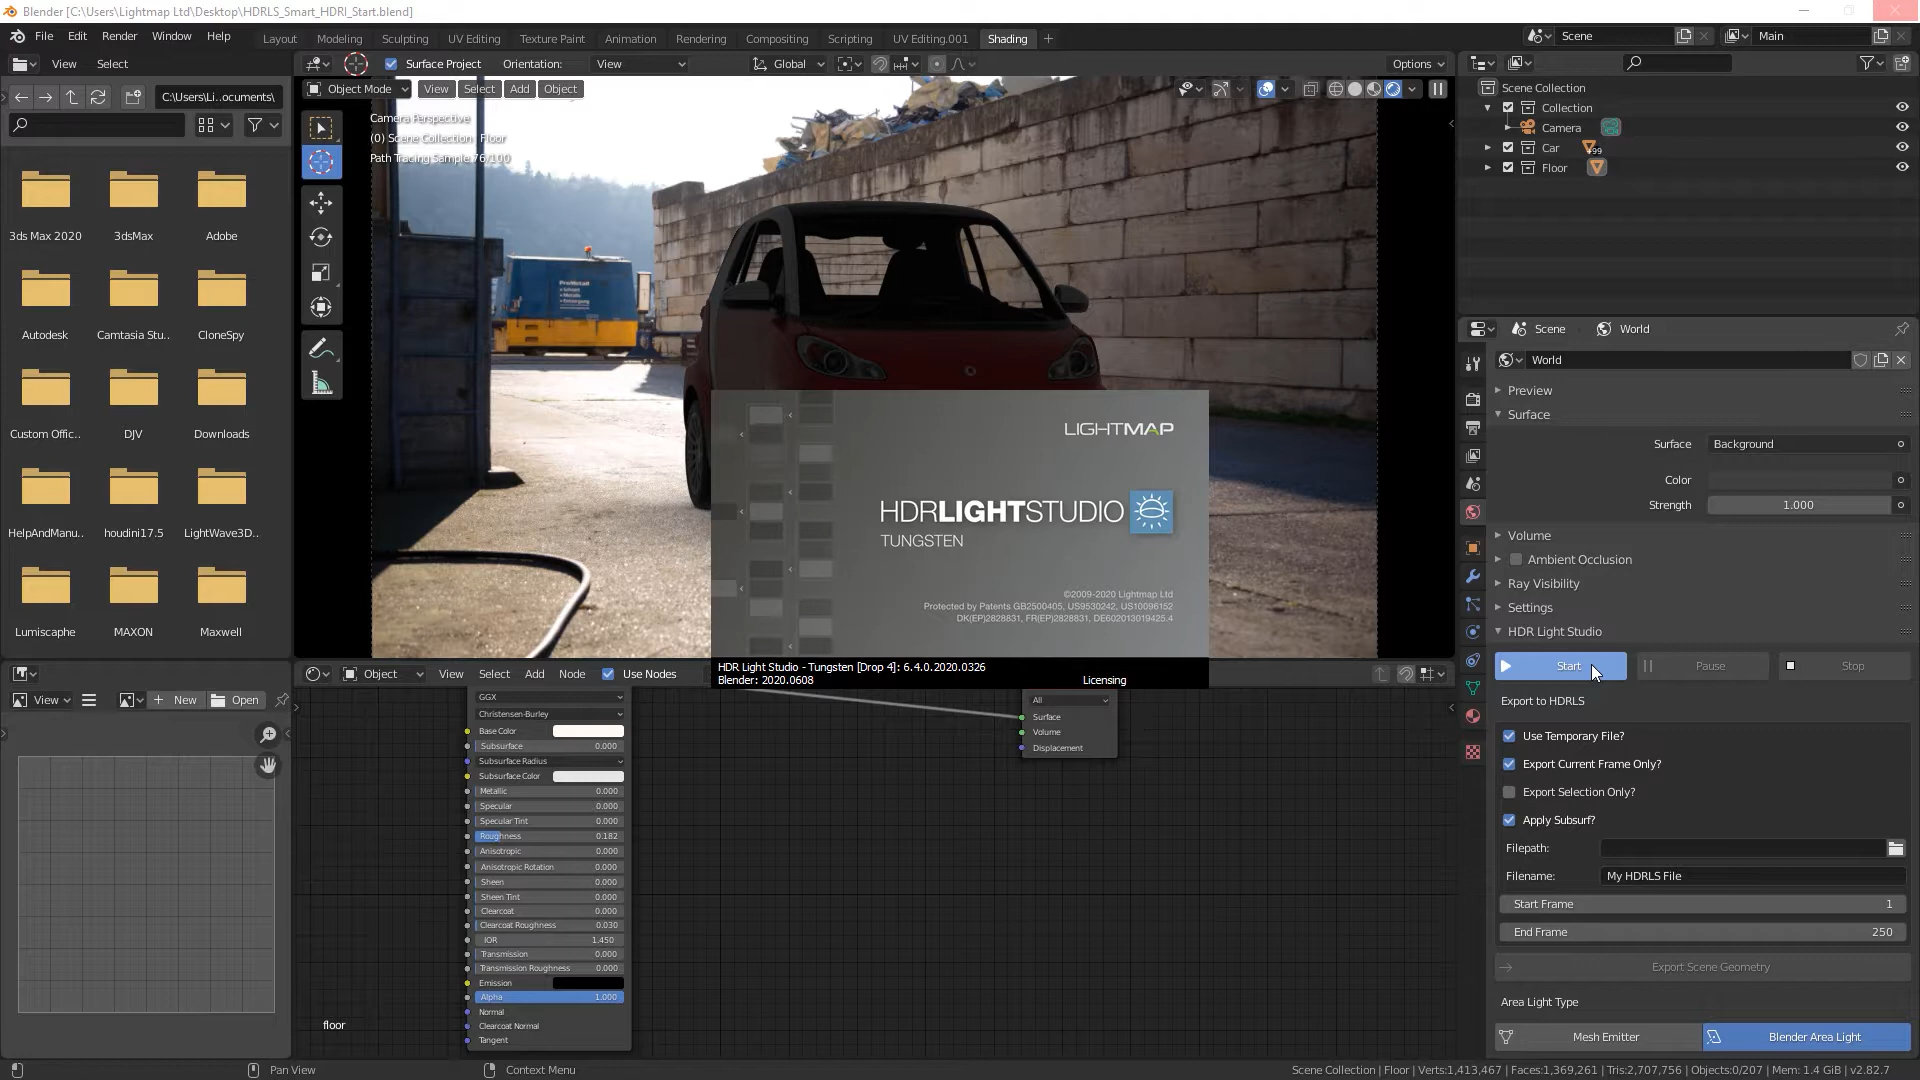 Blender [C:\Users\Lightmap Ltd\Desktop\HDRLS_Smart_HDRI_Start.blend]
File Edit Render Window Help
Layout Modeling Sculpting UV Editing Texture Paint Animation Rendering Compositing Scripting UV Editing.001 Shading +
Scene
Main
View Select
Surface Project Orientation: View Global Options
C:\Users\Li..ocuments\
Object Mode View Select Add Object
Camera Perspective
(0) Scene Collection Floor
Path Tracing Sample 76/100
3ds Max 2020 3dsMax Adobe
Autodesk Camtasia Stu.. CloneSpy
Custom Offic.. DJV Downloads
HelpAndManu.. houdini17.5 LightWave3D..
Lumiscaphe MAXON Maxwell
Scene Collection
Collection
Camera
Car
99
Floor
Scene World
World
Preview
Surface
Surface Background
Color
Strength 1.000
Volume
Ambient Occlusion
Ray Visibility
Settings
HDR Light Studio
Start Pause Stop
Export to HDRLS
Use Temporary File?
Export Current Frame Only?
Export Selection Only?
Apply Subsurf?
Filepath:
Filename: My HDRLS File
Start Frame 1
End Frame 250
Export Scene Geometry
Area Light Type
Mesh Emitter Blender Area Light
LIGHTMAP
HDRLIGHTSTUDIO
TUNGSTEN
©2009-2020 Lightmap Ltd
Protected by Patents GB2500405, US9530242, US10096152
DK(EP)2828831, FR(EP)2828831, DE602013019425.4
HDR Light Studio - Tungsten [Drop 4]: 6.4.0.2020.0326
Blender: 2020.0608 Licensing
View New Open
Object View Select Add Node Use Nodes
GGX
Christensen-Burley
Base Color
Subsurface 0.000
Subsurface Radius
Subsurface Color
Metallic 0.000
Specular 0.000
Specular Tint 0.000
Roughness 0.182
Anisotropic 0.000
Anisotropic Rotation 0.000
Sheen 0.000
Sheen Tint 0.000
Clearcoat 0.000
Clearcoat Roughness 0.030
IOR 1.450
Transmission 0.000
Transmission Roughness 0.000
Emission
Alpha 1.000
Normal
Clearcoat Normal
Tangent
All
Surface
Volume
Displacement
floor
Pan View Context Menu
Scene Collection | Floor | Verts:1,413,467 | Faces:1,369,261 | Tris:2,707,756 | Objects:0/207 | Mem: 1.4 GiB | v2.82.7